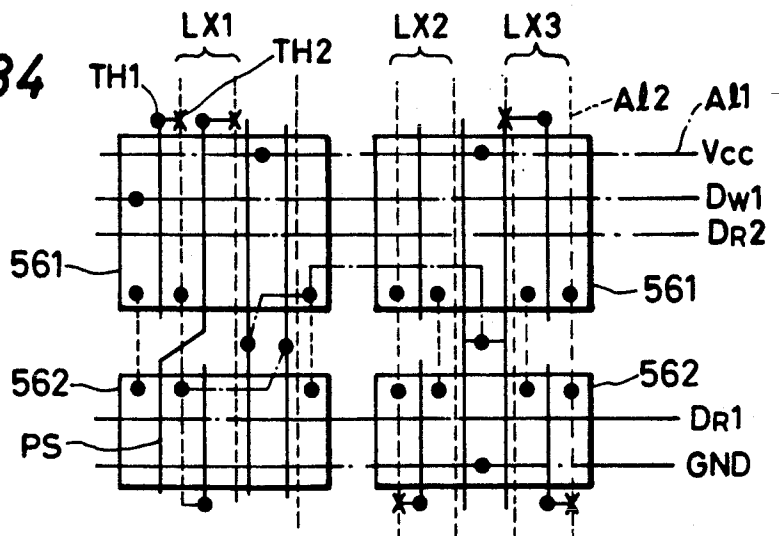 34
LX1 LX2 LX3
TH1 TH2
Al2 Al1
Vcc
Dw1
DR2
561 561
562 562
DR1
PS
GND